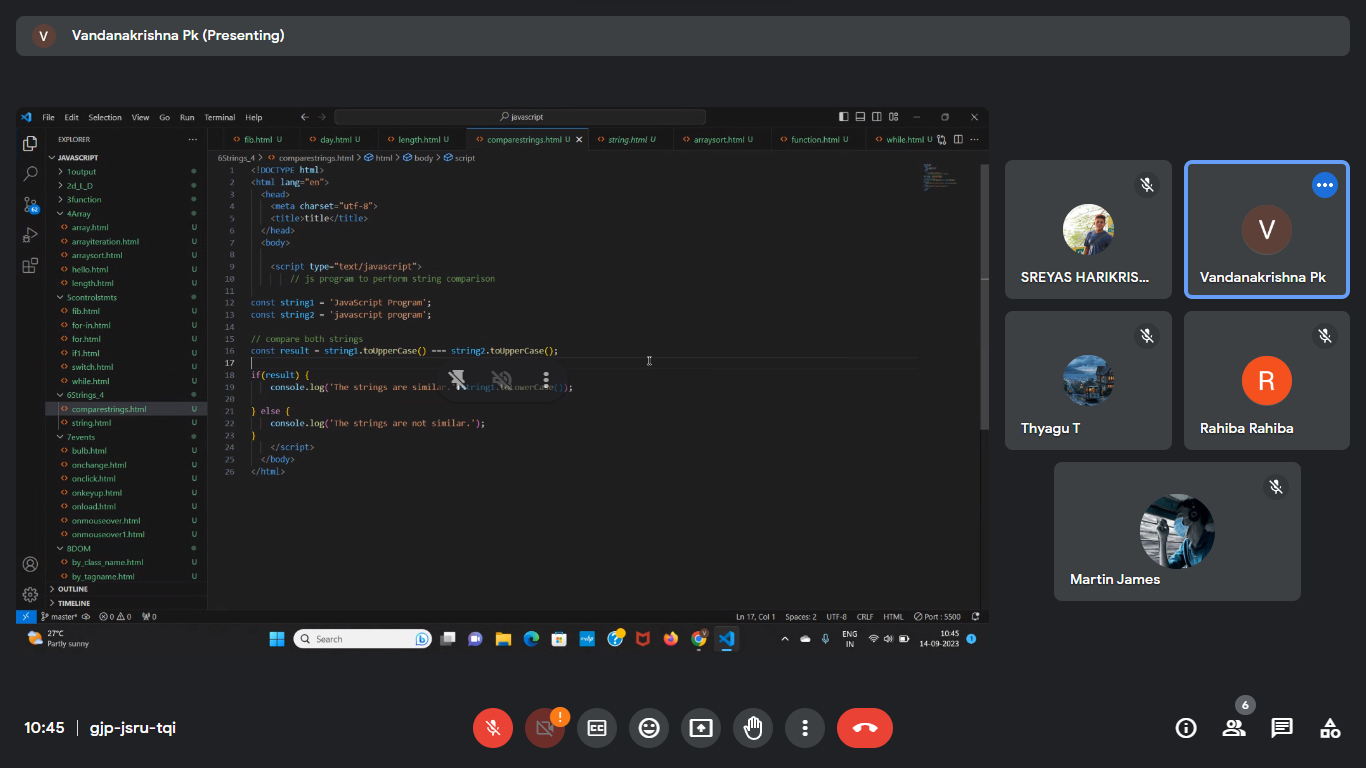 V
Vandanakrishna Pk (Presenting)
File Edit Selection View Go Run Terminal Help
javascript
EXPLORER
fib.html U
day.html U
length.html U
comparestrings.html U
string.html U
arraysort.html U
function.html U
while.html U
JAVASCRIPT
1output
2d_l_D
3function
4Array
array.html U
arrayiteration.html U
arraysort.html U
hello.html U
length.html U
5controlstmts
fib.html U
for-in.html U
for.html U
if1.html U
switch.html U
while.html U
6Strings_4
comparestrings.html U
string.html U
7events
bulb.html U
onchange.html U
onclick.html U
onkeyup.html U
onload.html U
onmouseover.html U
onmouseover1.html U
8DOM
by_class_name.html U
by_tagname.html U
OUTLINE
TIMELINE
62
6Strings_4 > comparestrings.html > html > body > script
1 <!DOCTYPE html>
2 <html lang="en">
3 <head>
4 <meta charset="utf-8">
5 <title>title</title>
6 </head>
7 <body>
8
9 <script type="text/javascript">
10 // js program to perform string comparison
11
12 const string1 = 'JavaScript Program';
13 const string2 = 'javascript program';
14
15 // compare both strings
16 const result = string1.toUpperCase() === string2.toUpperCase();
17
18 if(result) {
19 console.log('The strings are similar. string1.toLowerCase());
20
21 } else {
22 console.log('The strings are not similar.');
23 }
24 </script>
25 </body>
26 </html>
master* 0 0 0
Ln 17, Col 1 Spaces: 2 UTF-8 CRLF HTML Port : 5500
27°C
Partly sunny
Search
ENG
IN
10:45
14-09-2023
1
SREYAS HARIKRIS...
V
Vandanakrishna Pk
Thyagu T
R
Rahiba Rahiba
Martin James
10:45 | gjp-jsru-tqi
!
CC
6